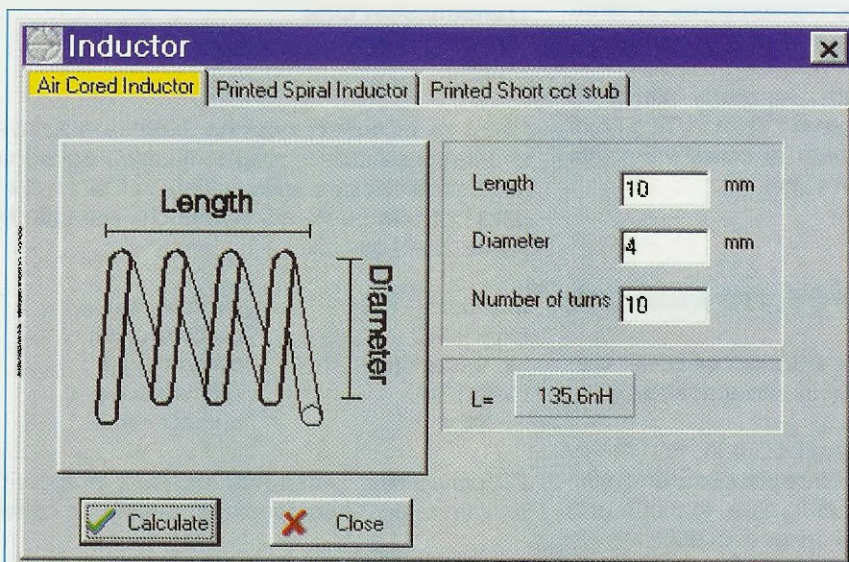 Inductor
Air Cored Inductor
Printed Spiral Inductor
Printed Short cct stub
Length
Diameter
Length 10 mm
Diameter 4 mm
Number of turns 10
L= 135.6nH
Calculate
Close